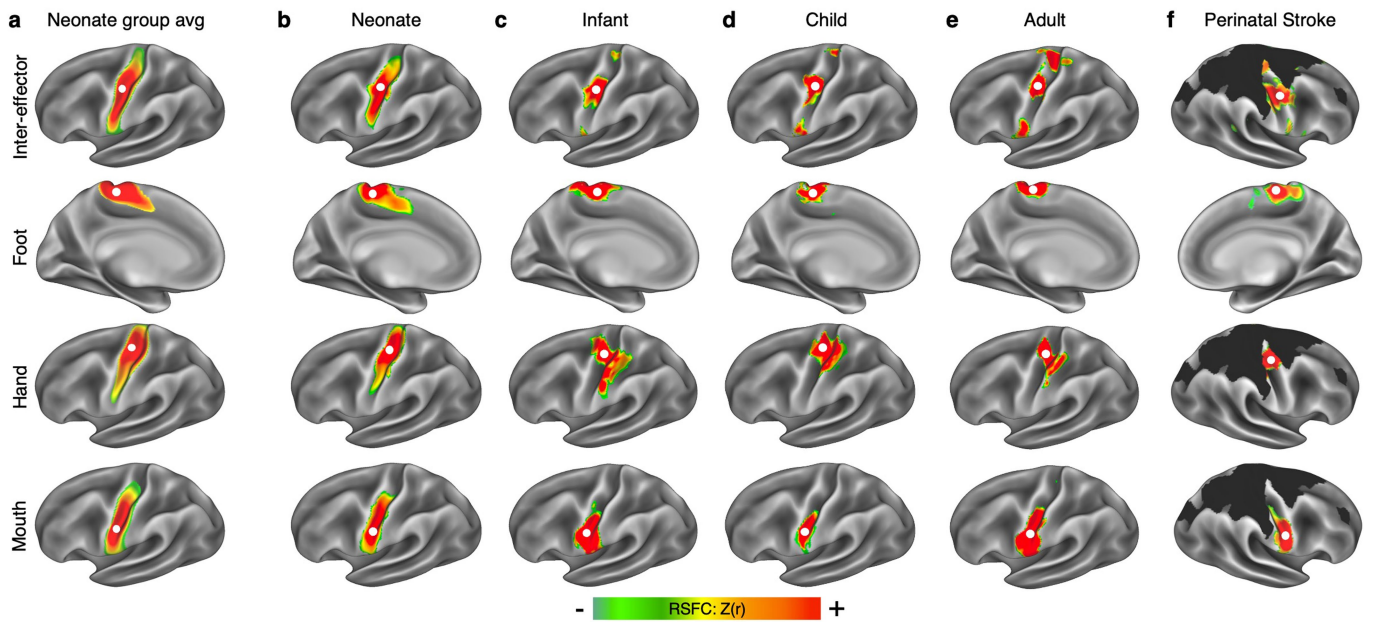 a Neonate group avg b Neonate c Infant d Child e Adult f Perinatal Stroke
Inter-effector
Foot
Hand
Mouth
- RSFC: Z(r) +